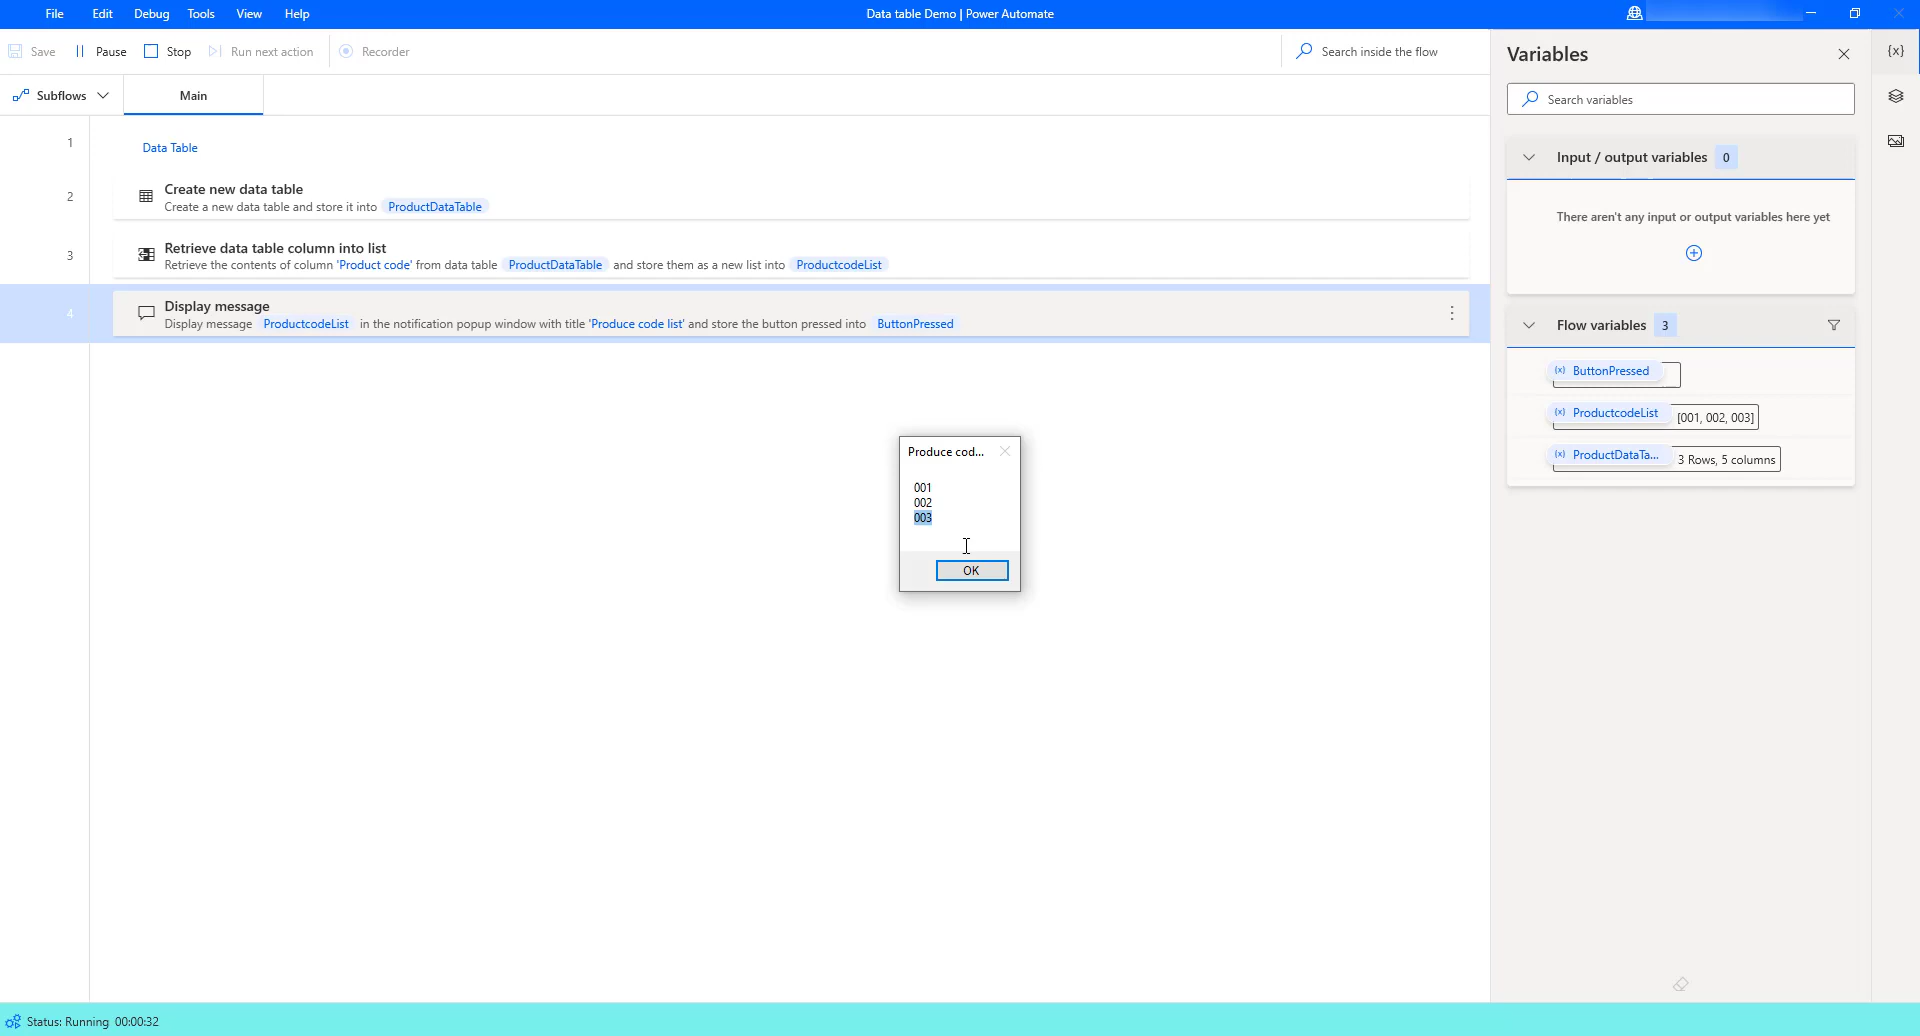 File Edit Debug Tools View Help
Data table Demo | Power Automate
Save Pause Stop Run next action Recorder
Search inside the flow
Subflows
Main
1
Data Table
2
Create new data table
Create a new data table and store it into ProductDataTable
3
Retrieve data table column into list
Retrieve the contents of column 'Product code' from data table ProductDataTable and store them as a new list into ProductcodeList
4
Display message
Display message ProductcodeList in the notification popup window with title 'Produce code list' and store the button pressed into ButtonPressed
Produce cod...
001
002
003
OK
Variables
{x}
Search variables
Input / output variables 0
There aren't any input or output variables here yet
Flow variables 3
(x) ButtonPressed
(x) ProductcodeList [001, 002, 003]
(x) ProductDataTa... 3 Rows, 5 columns
Status: Running 00:00:32